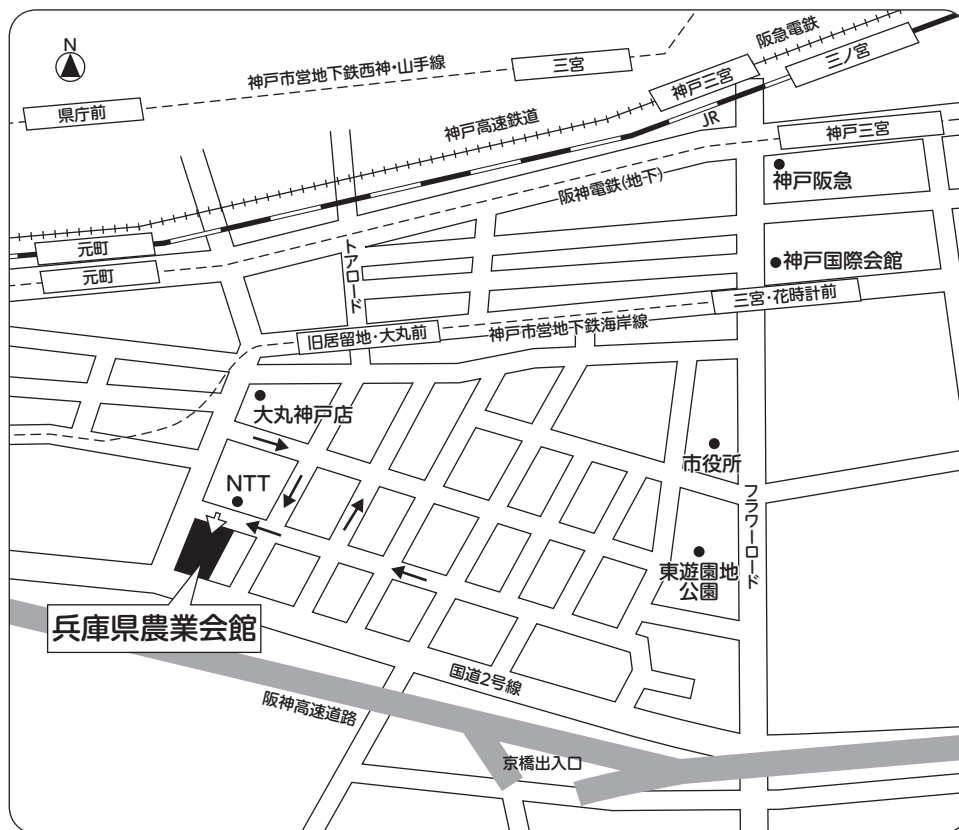 N
阪急電鉄
神戸市営地下鉄西神・山手線
三宮
神戸三宮
三ノ宮
県庁前
神戸高速鉄道
JR
神戸三宮
阪神電鉄(地下)
神戸阪急
元町
元町
トアロード
神戸国際会館
三宮・花時計前
旧居留地・大丸前
神戸市営地下鉄海岸線
大丸神戸店
市役所
NTT
フラワーロード
東遊園地
公園
兵庫県農業会館
国道2号線
阪神高速道路
京橋出入口